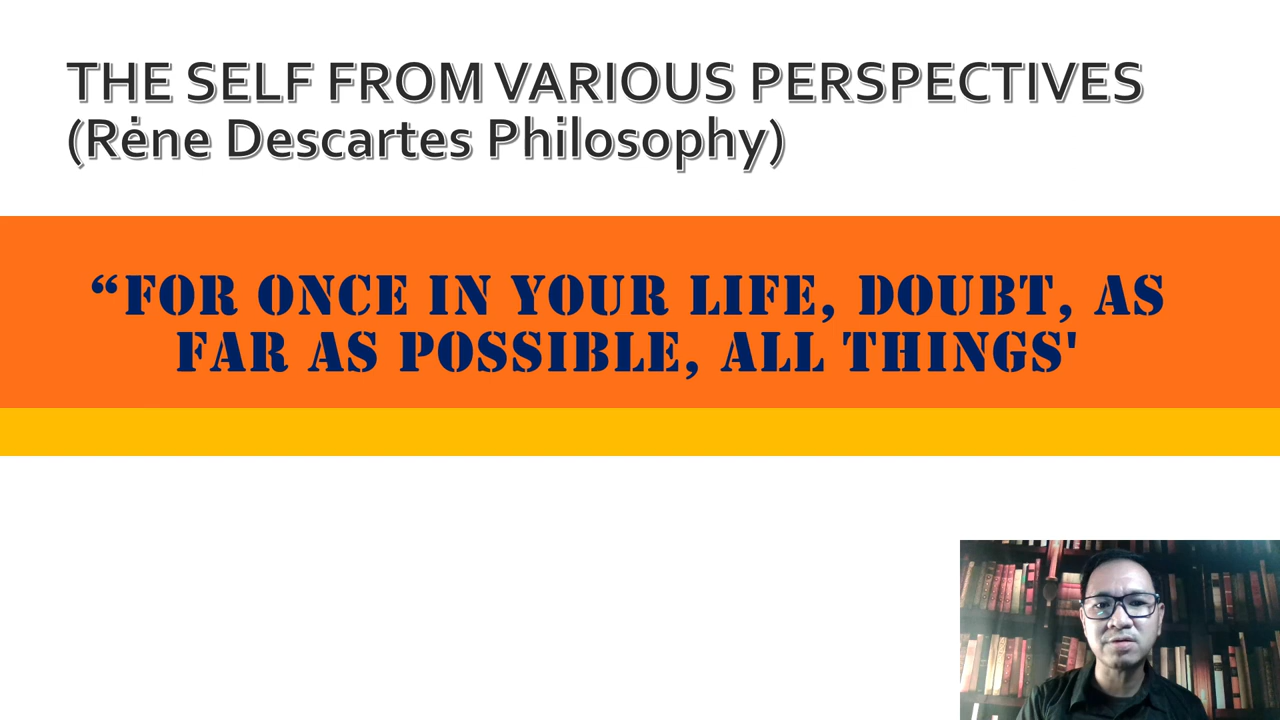 THE SELF FROM VARIOUS PERSPECTIVES
(Rėne Descartes Philosophy)
“FOR ONCE IN YOUR LIFE, DOUBT, AS
FAR AS POSSIBLE, ALL THINGS'